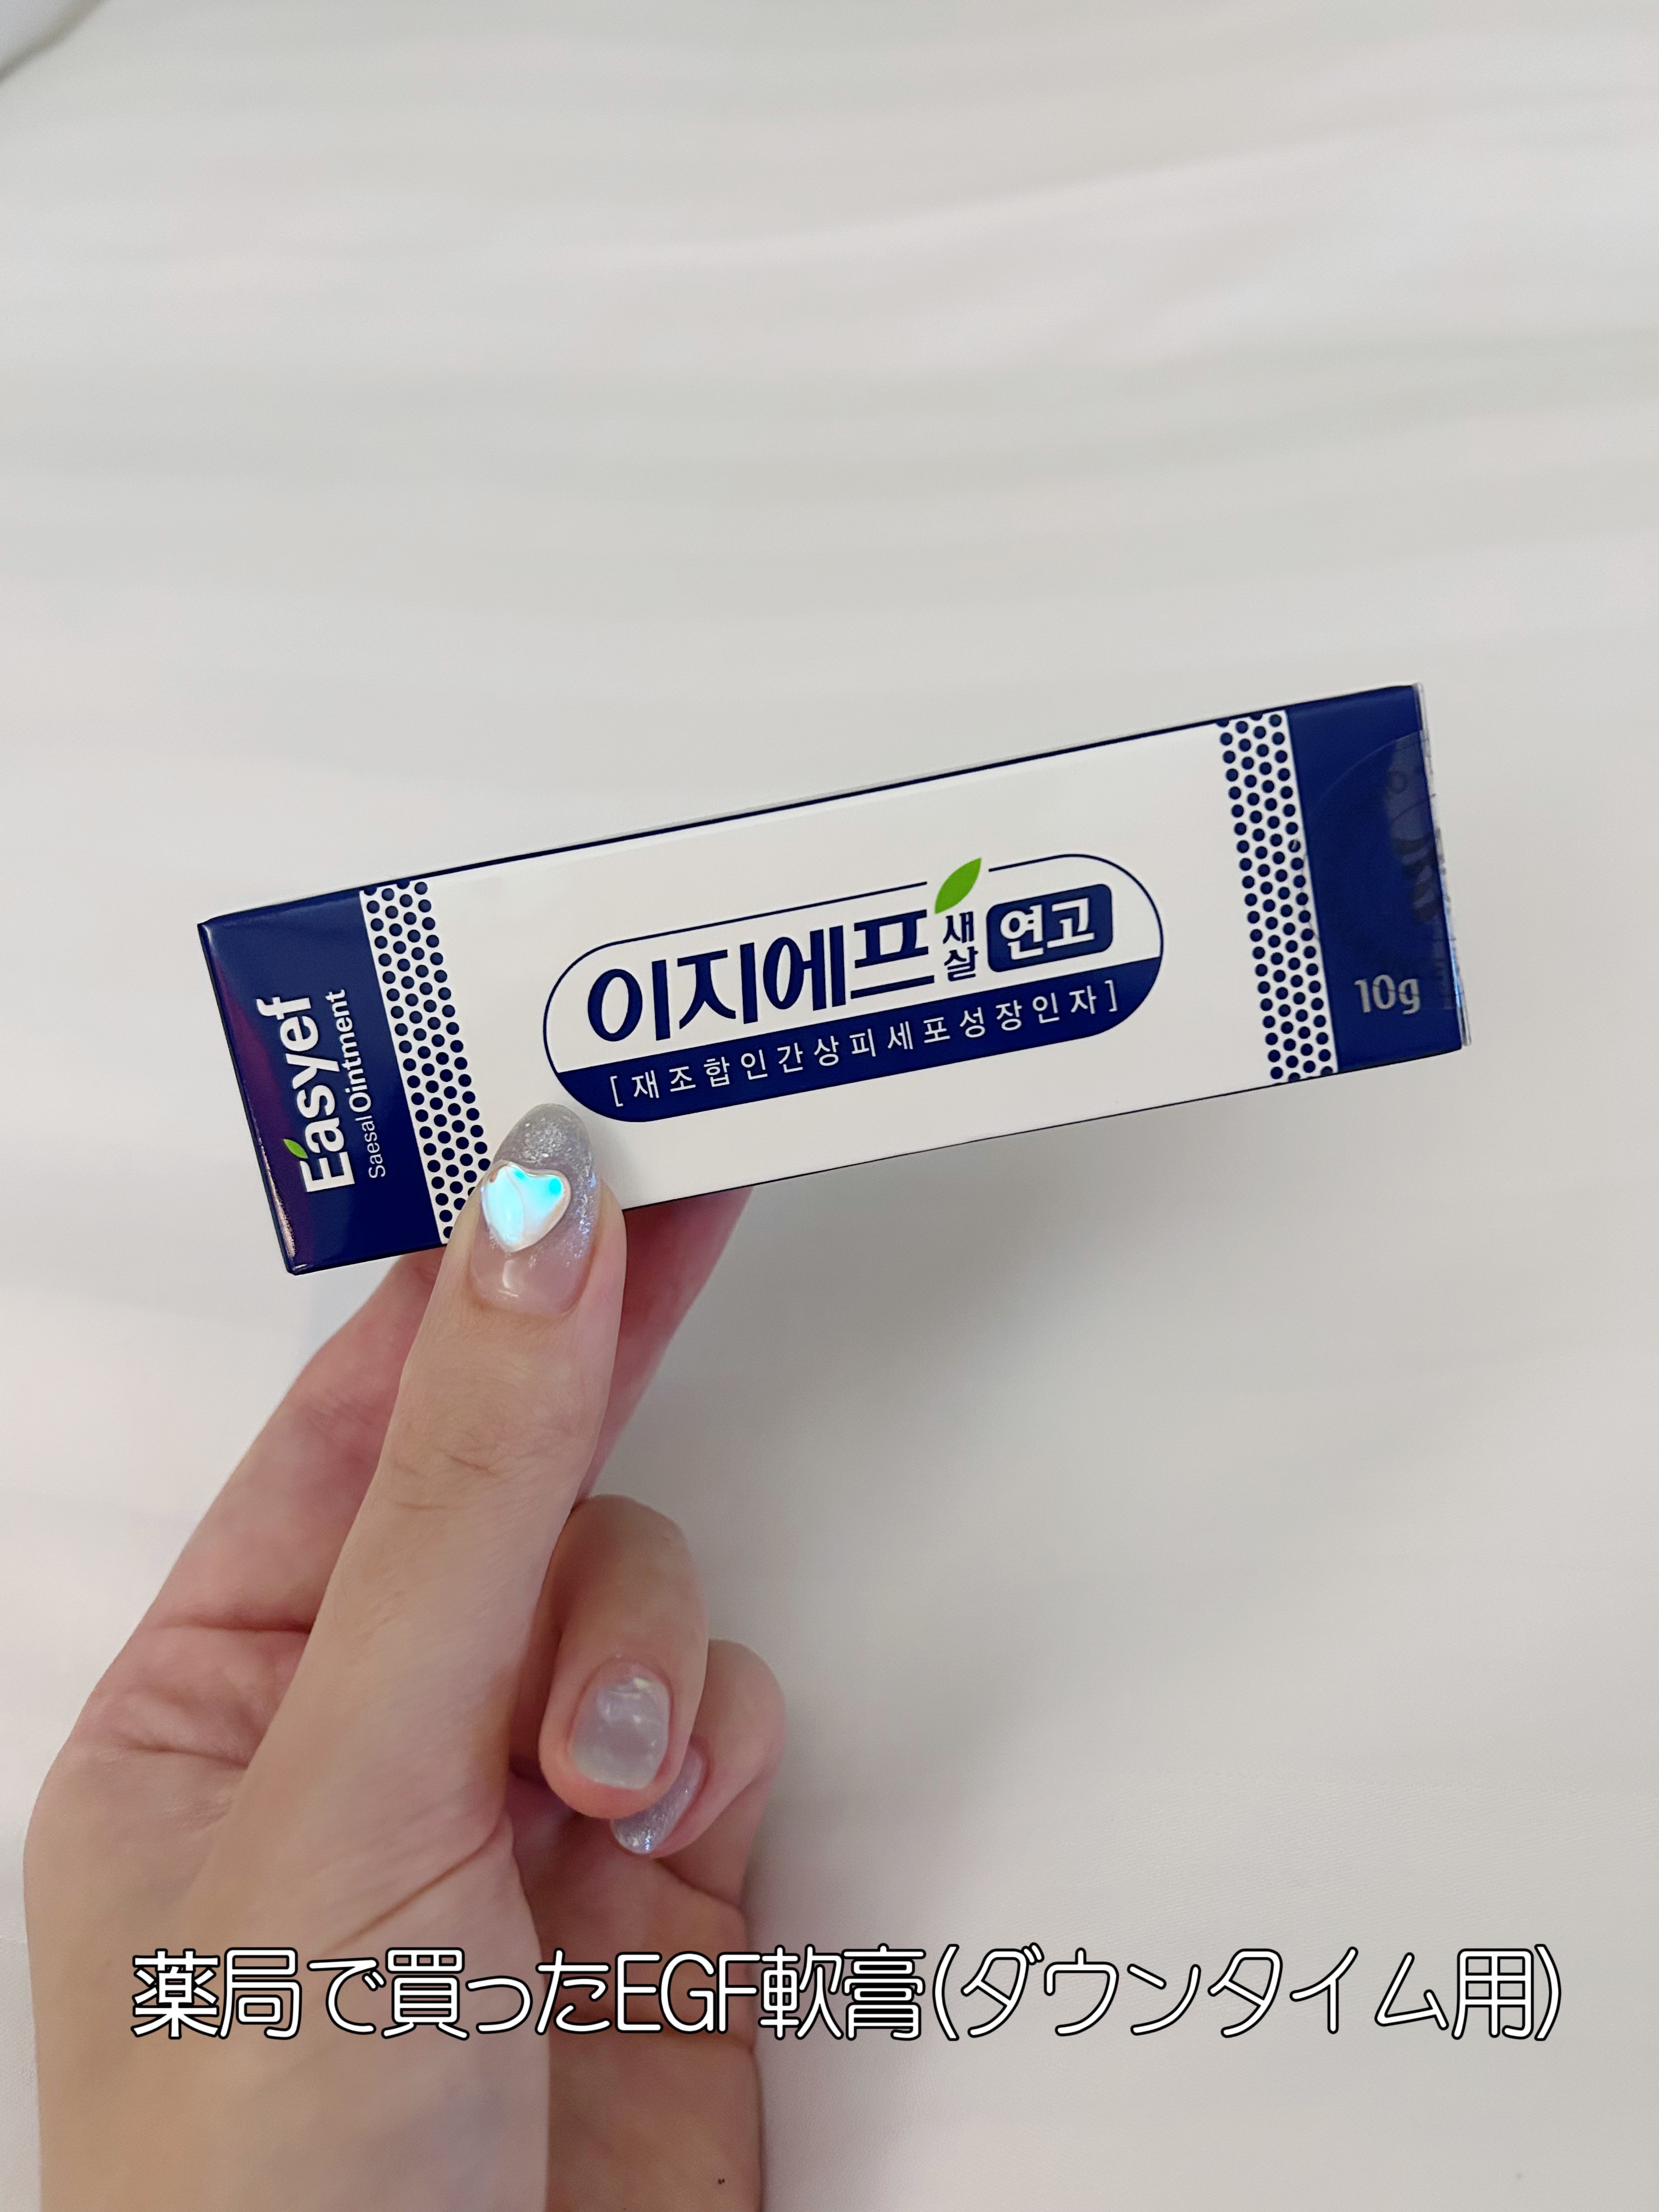 Easyef
Saesal Ointment
이지에프 새살 연고
[재조합인간상피세포성장인자]
10g
薬局で買ったEGF軟膏(ダウンタイム用)